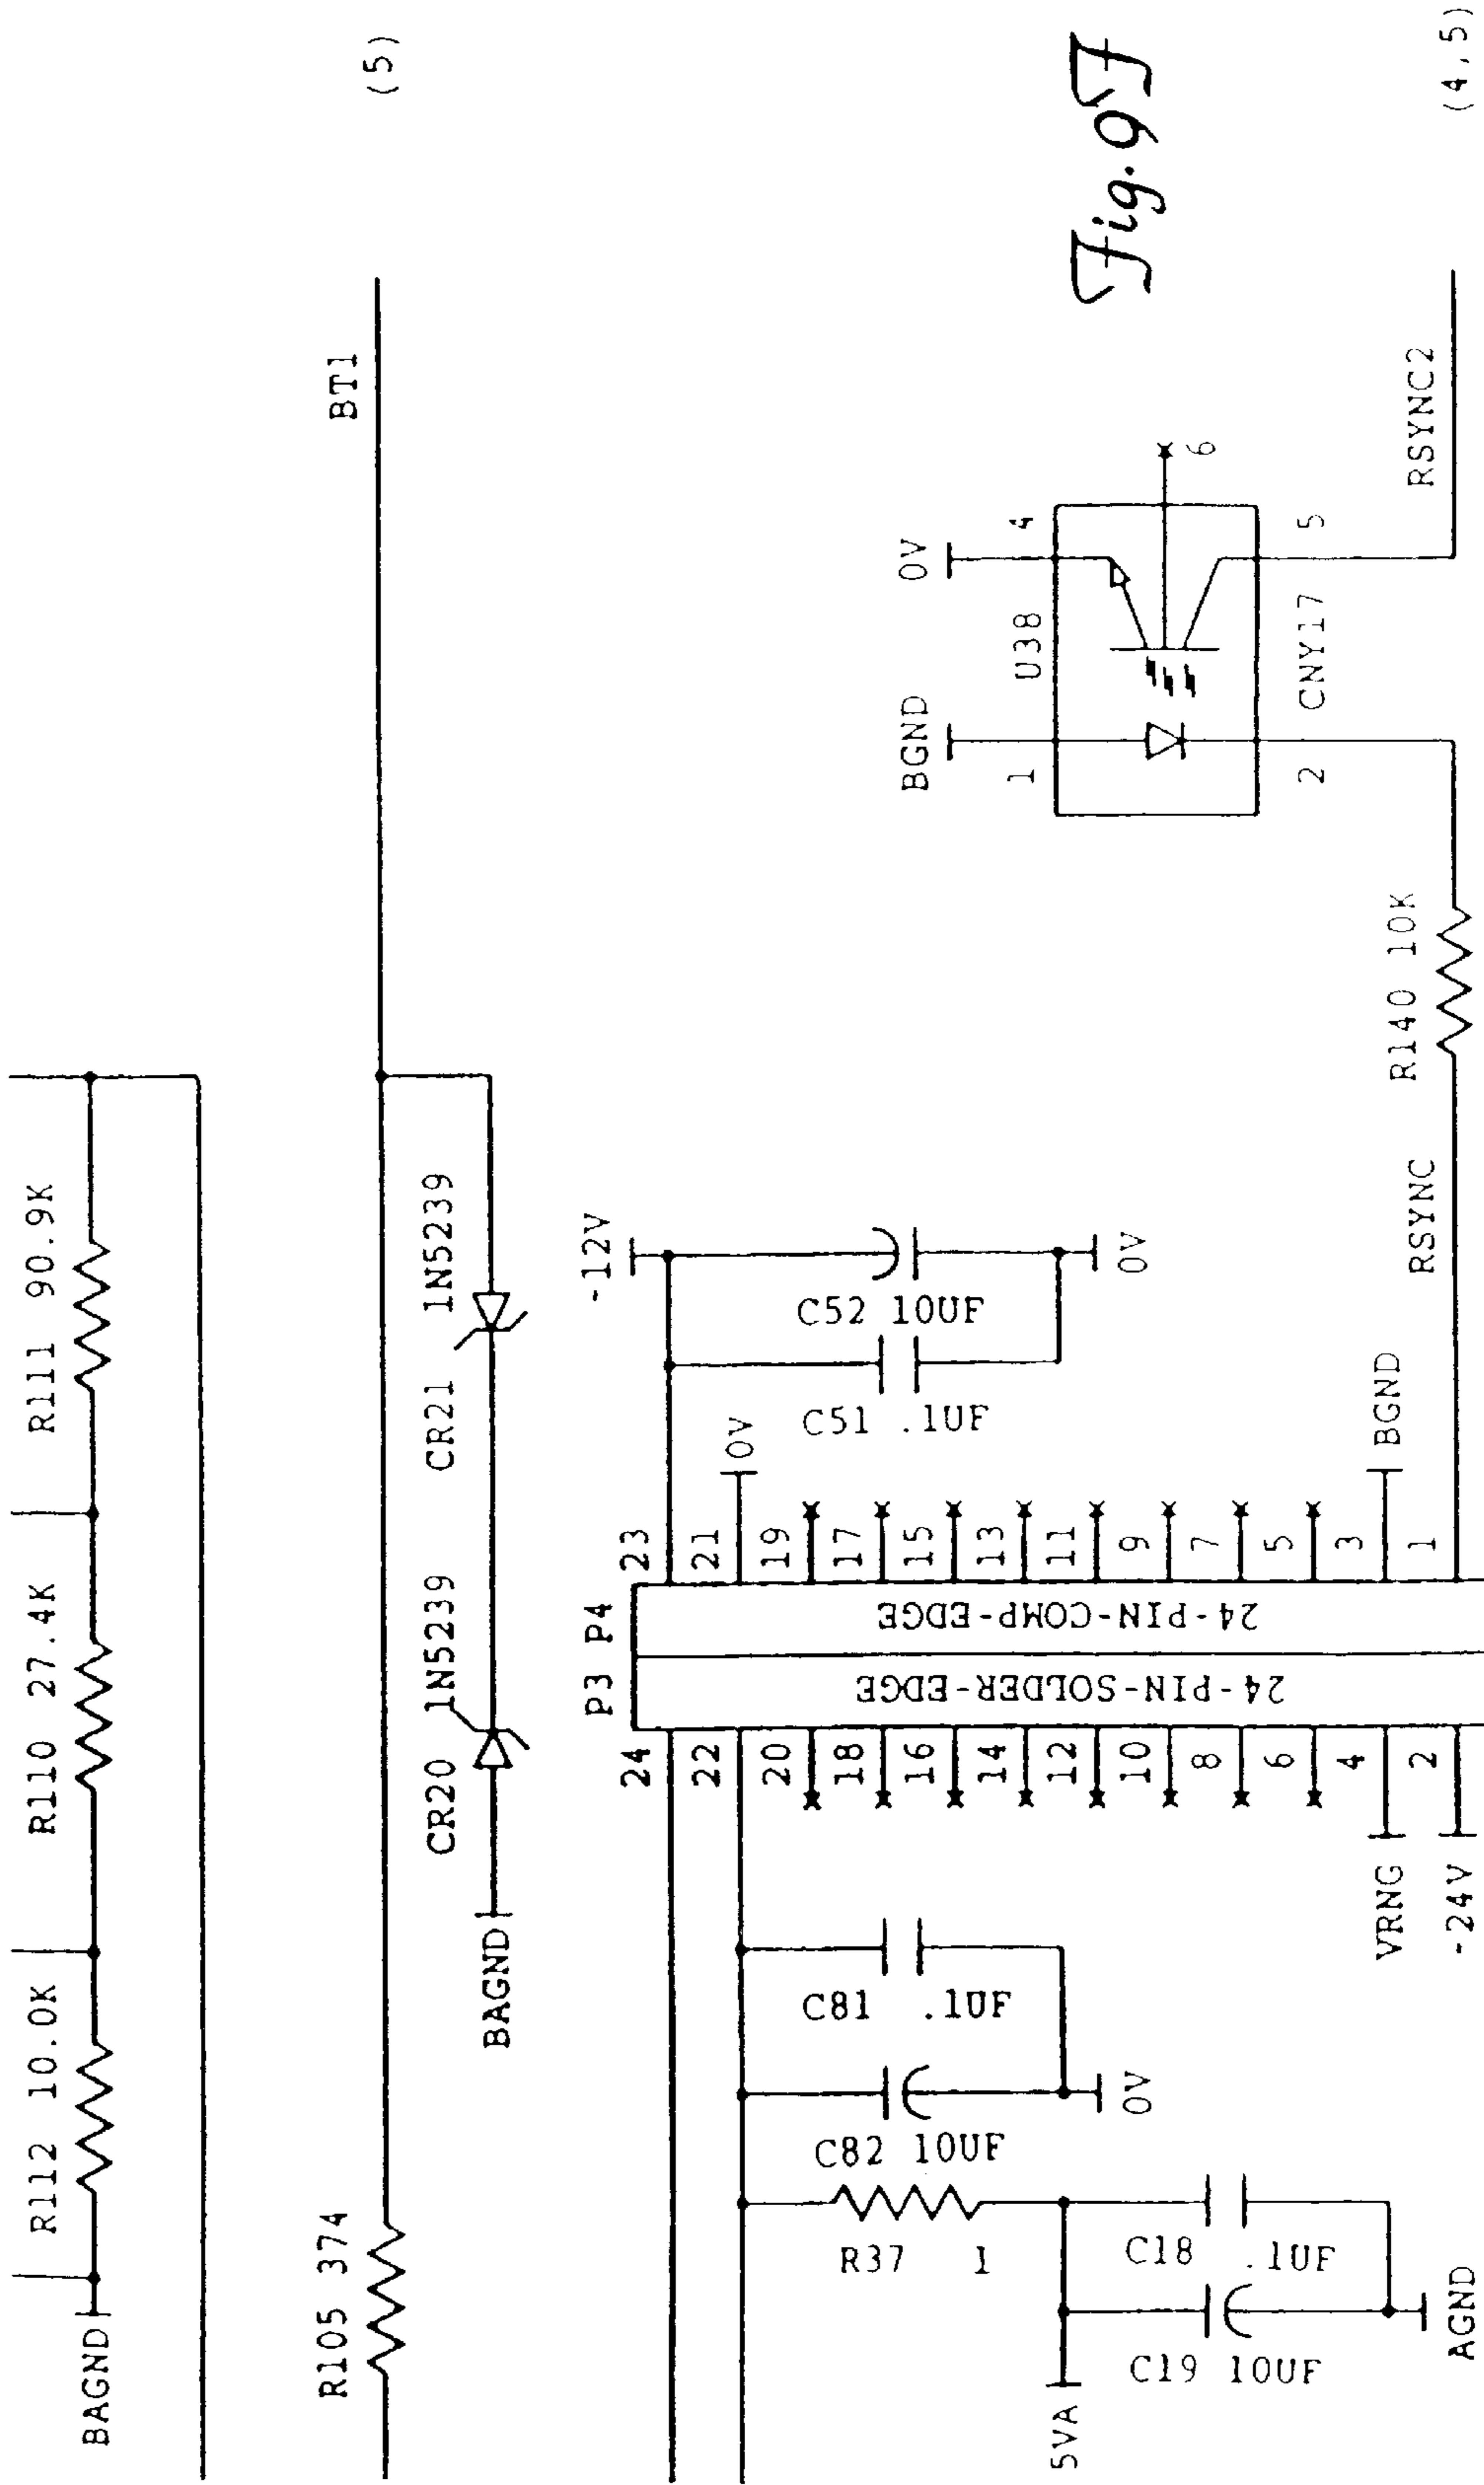 BAGND
R112 10.0K
R110 27.4K
R111 90.9K
R105 374
BT1
(5)
BAGND
CR20 1N5239
CR21 1N5239
-12V
C52 10UF
C51 .1UF
0V
0V
P3 P4
24-PIN-SOLDER-EDGE
24-PIN-COMP-EDGE
24
22
20
18
16
14
12
10
8
6
4
2
23
21
19
17
15
13
11
9
7
5
3
1
C81 .1UF
C82 10UF
0V
R37 1
5VA
C18 .1UF
C19 10UF
AGND
VRNG
-24V
BGND
RSYNC
R140 10K
BGND
0V
U38
1
4
2
5
6
CNY17
RSYNC2
Fig. 9J
(4,5)